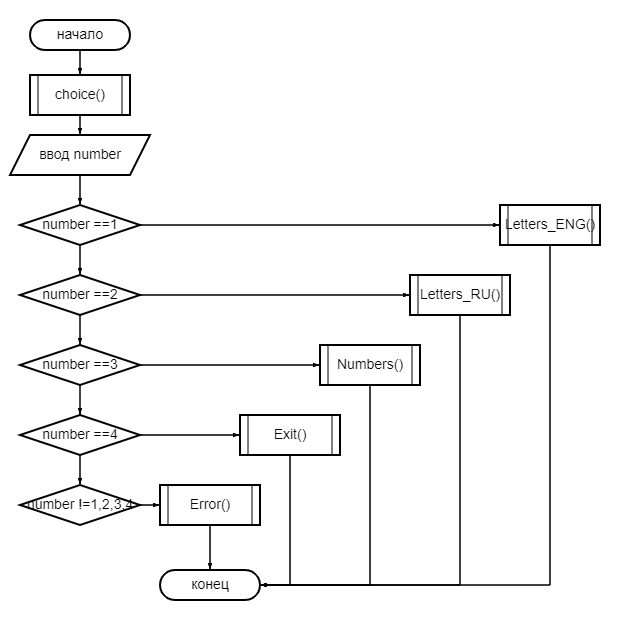 начало
choice()
ввод number
number ==1
Letters_ENG()
number ==2
Letters_RU()
number ==3
Numbers()
number ==4
Exit()
number !=1,2,3,4
Error()
конец